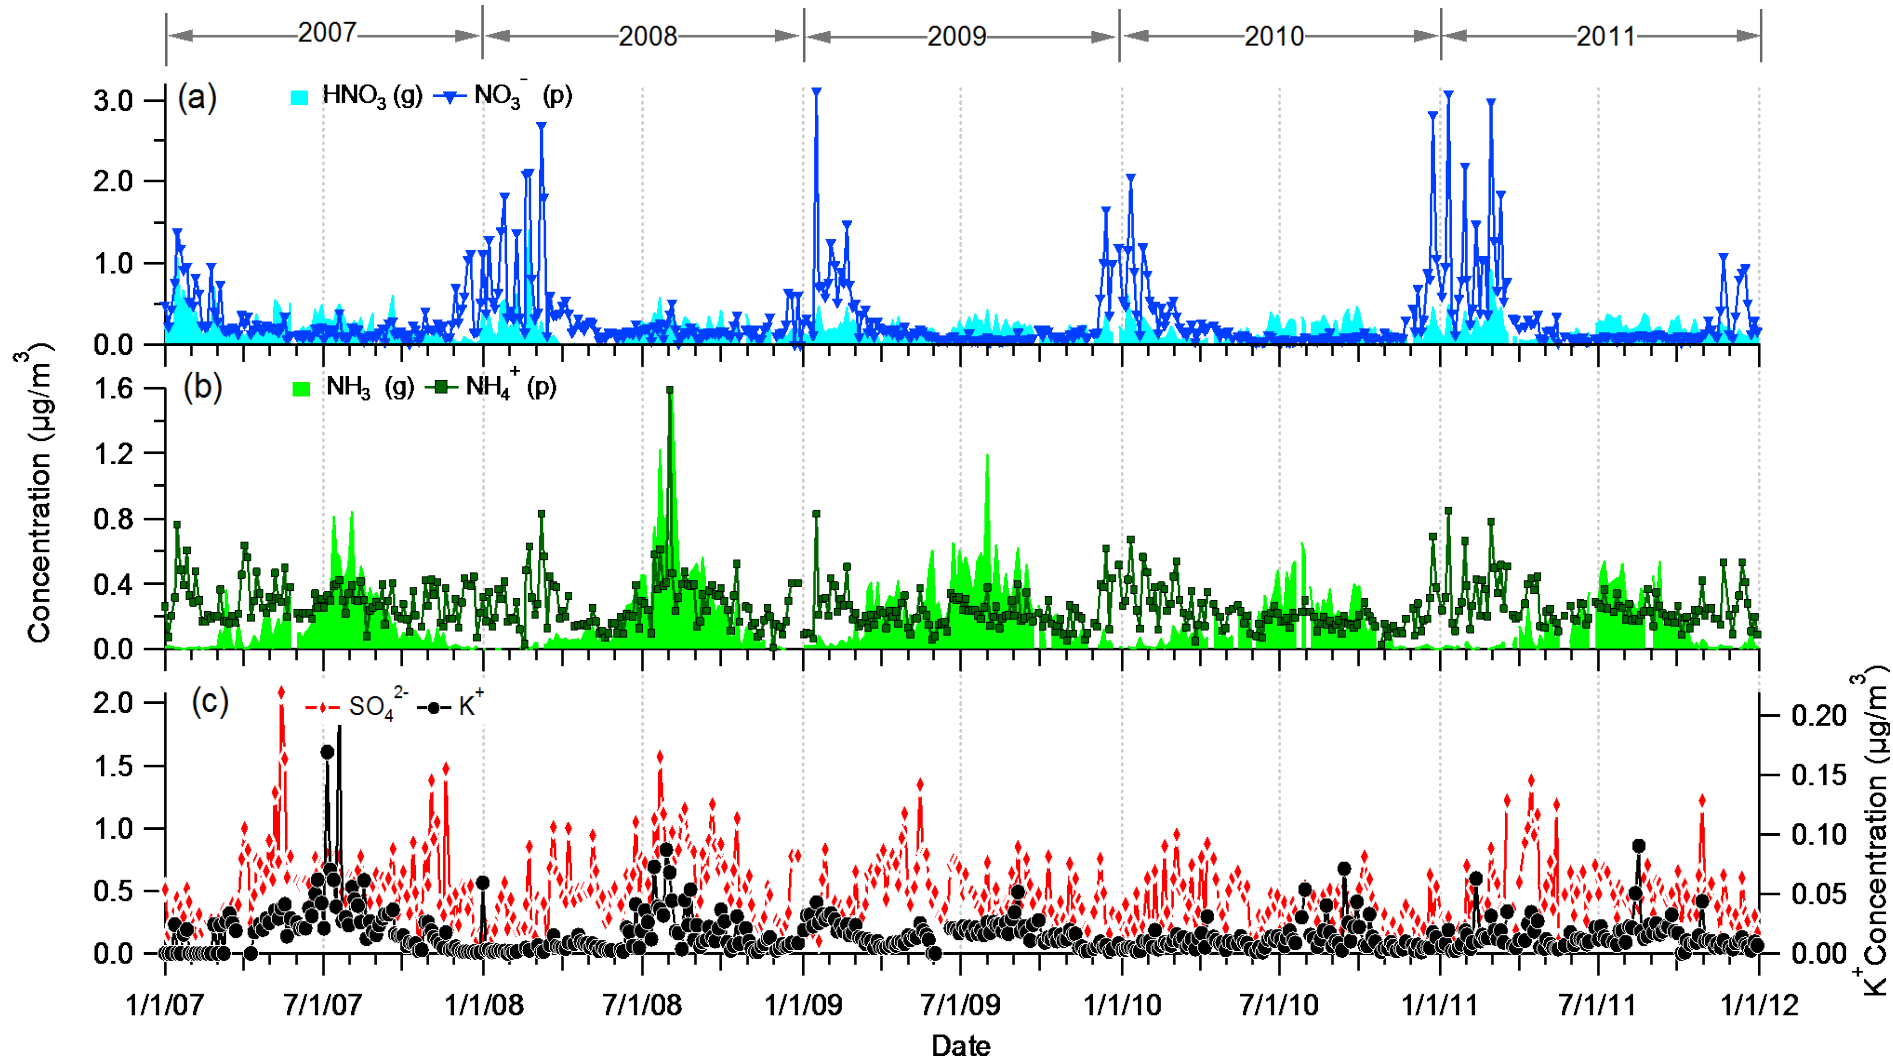 2007 2008 2009 2010 2011
(a) HNO₃ (g) NO₃⁻ (p)
3.0
2.0
1.0
0.0
(b) NH₃ (g) NH₄⁺ (p)
1.6
1.2
0.8
0.4
0.0
Concentration (µg/m³)
(c) SO₄²⁻ K⁺
2.0
1.5
1.0
0.5
0.0
0.20
0.15
0.10
0.05
0.00
K⁺Concentration (µg/m³)
1/1/07 7/1/07 1/1/08 7/1/08 1/1/09 7/1/09 1/1/10 7/1/10 1/1/11 7/1/11 1/1/12
Date